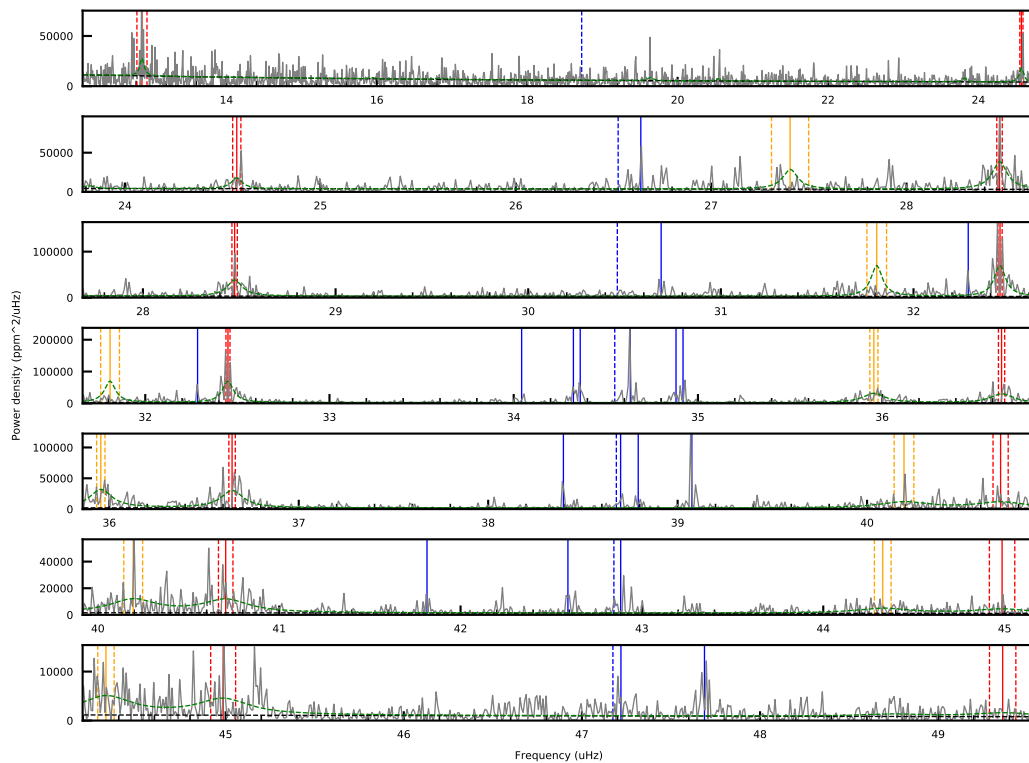 50000
0
14 16 18 20 22 24
50000
0
24 25 26 27 28
100000
0
28 29 30 31 32
200000
100000
0
32 33 34 35 36
100000
50000
0
36 37 38 39 40
40000
20000
0
40 41 42 43 44 45
10000
0
45 46 47 48 49
Power density (ppm^2/uHz)
Frequency (uHz)